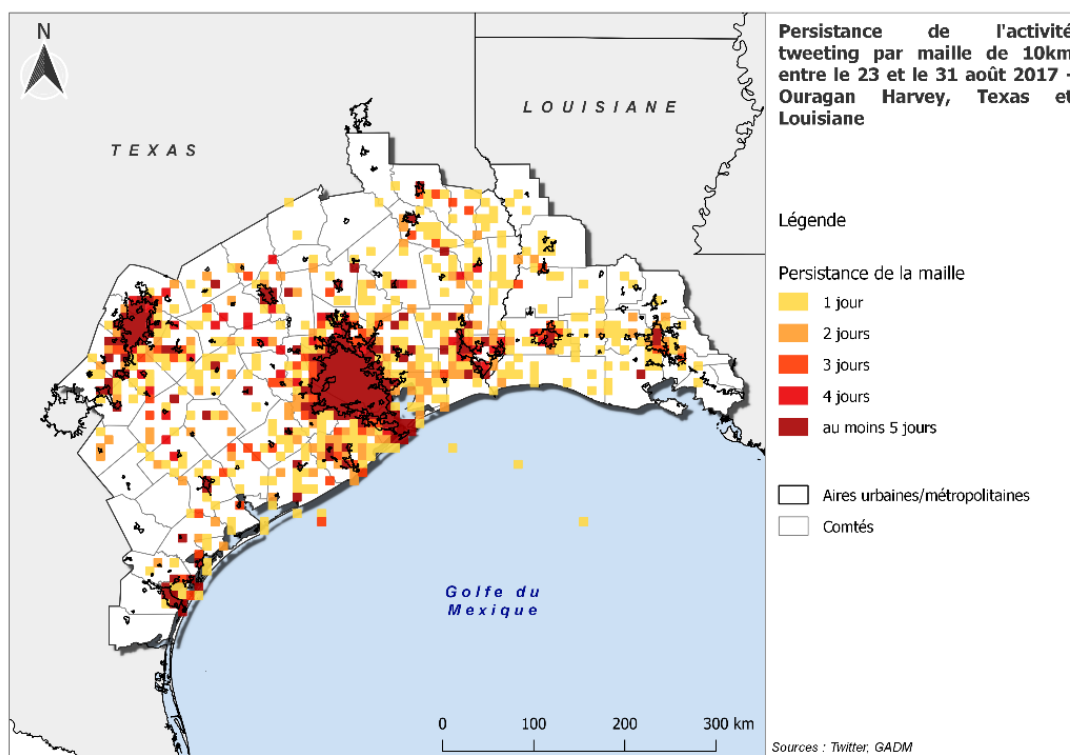 N
TEXAS
LOUISIANE
Golfe du
Mexique
0 100 200 300 km
Persistance de l'activité
tweeting par maille de 10km
entre le 23 et le 31 août 2017 -
Ouragan Harvey, Texas et
Louisiane
Légende
Persistance de la maille
1 jour
2 jours
3 jours
4 jours
au moins 5 jours
Aires urbaines/métropolitaines
Comtés
Sources : Twitter, GADM